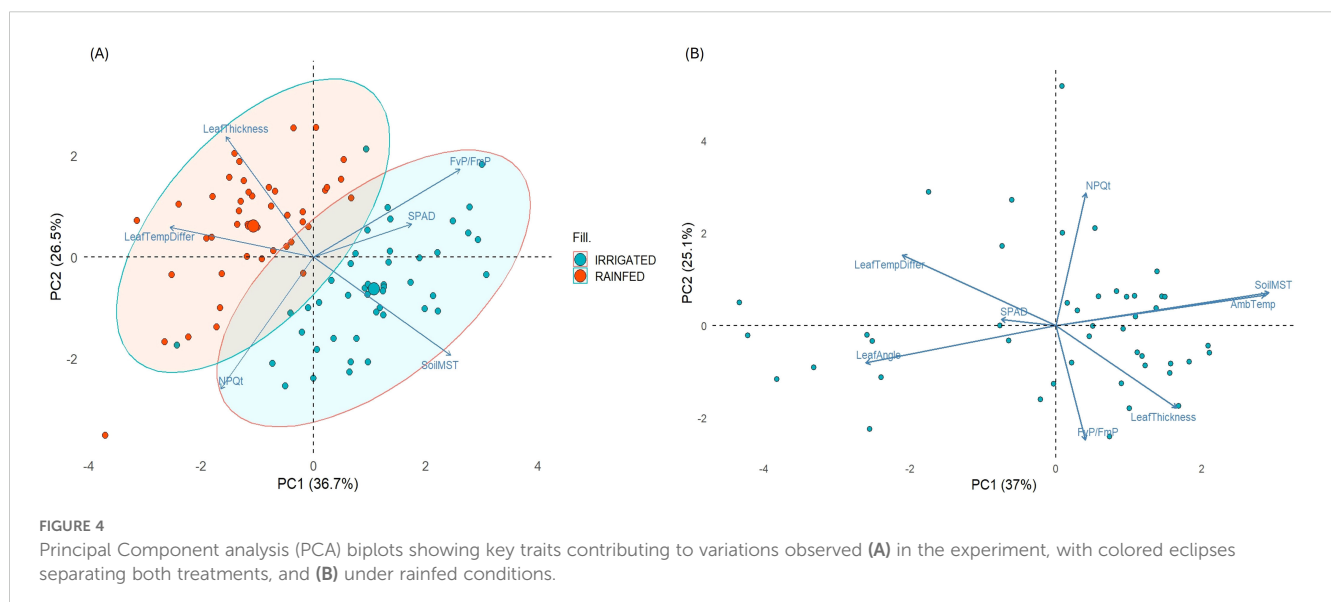 (A)
LeafThickness
FvP/FmP
SPAD
LeafTempDiffer
SoilMST
NPQt
2
0
-2
PC2 (26.5%)
-4
-2
0
2
4
PC1 (36.7%)
Fill.
IRRIGATED
RAINFED
(B)
4
2
0
-2
PC2 (25.1%)
NPQt
LeafTempDiffer
SoilMST
AmbTemp
SPAD
LeafAngle
LeafThickness
FvP/FmP
-4
-2
0
2
PC1 (37%)
FIGURE 4
Principal Component analysis (PCA) biplots showing key traits contributing to variations observed (A) in the experiment, with colored eclipses
separating both treatments, and (B) under rainfed conditions.